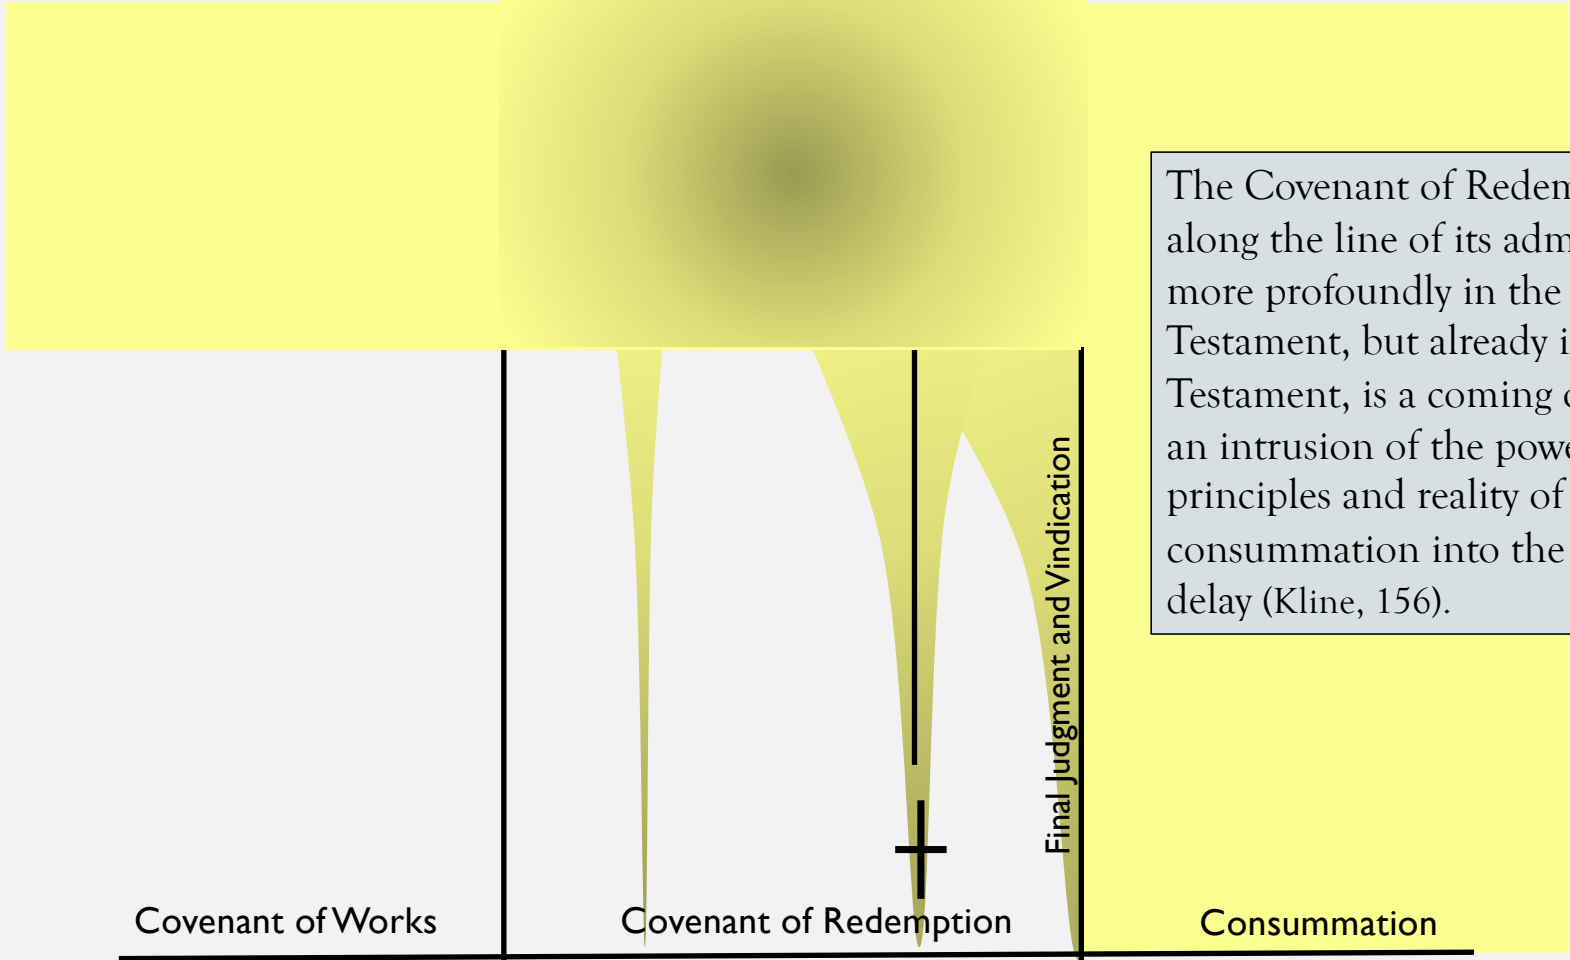 The Covenant of Redem
along the line of its adm
more profoundly in the
Testament, but already i
Testament, is a coming
an intrusion of the powe
principles and reality of
consummation into the
delay (Kline, 156).
Final Judgment and Vindication
Covenant of Works
Covenant of Redemption
Consummation